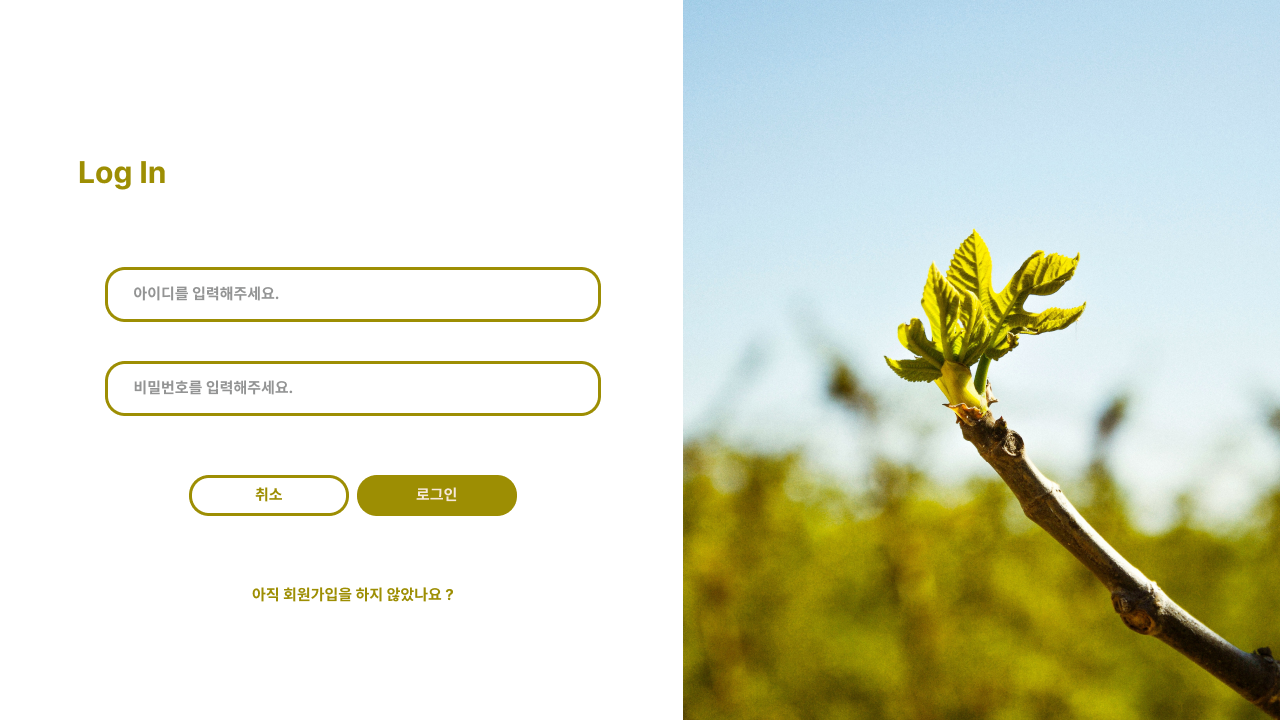 Log In
아이디를 입력해주세요.
비밀번호를 입력해주세요.
취소
로그인
아직 회원가입을 하지 않았나요 ?